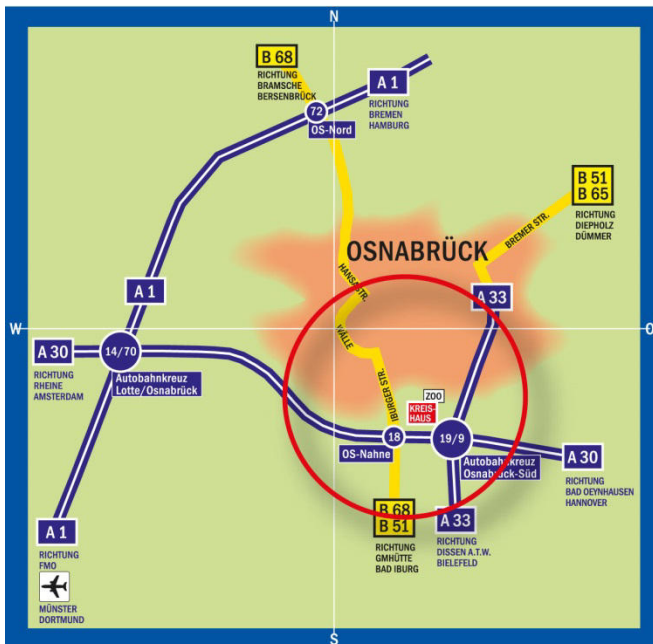 N
B 68
RICHTUNG
BRAMSCHE
BERSENBRÜCK
A 1
RICHTUNG
BREMEN
HAMBURG
72
OS-Nord
B 51
B 65
RICHTUNG
DIEPHOLZ
DÜMMER
BREMER STR.
OSNABRÜCK
HANSASTR.
A 1
A 33
W
O
WÄLLE
A 30
RICHTUNG
RHEINE
AMSTERDAM
14/70
Autobahnkreuz
Lotte/Osnabrück
IBURGER STR.
ZOO
KREIS-
HAUS
OS-Nahne
18
19/9
Autobahnkreuz
Osnabrück-Süd
A 30
RICHTUNG
BAD OEYNHAUSEN
HANNOVER
B 68
B 51
RICHTUNG
GMHÜTTE
BAD IBURG
A 33
RICHTUNG
DISSEN A.T.W.
BIELEFELD
A 1
RICHTUNG
FMO
MÜNSTER
DORTMUND
S